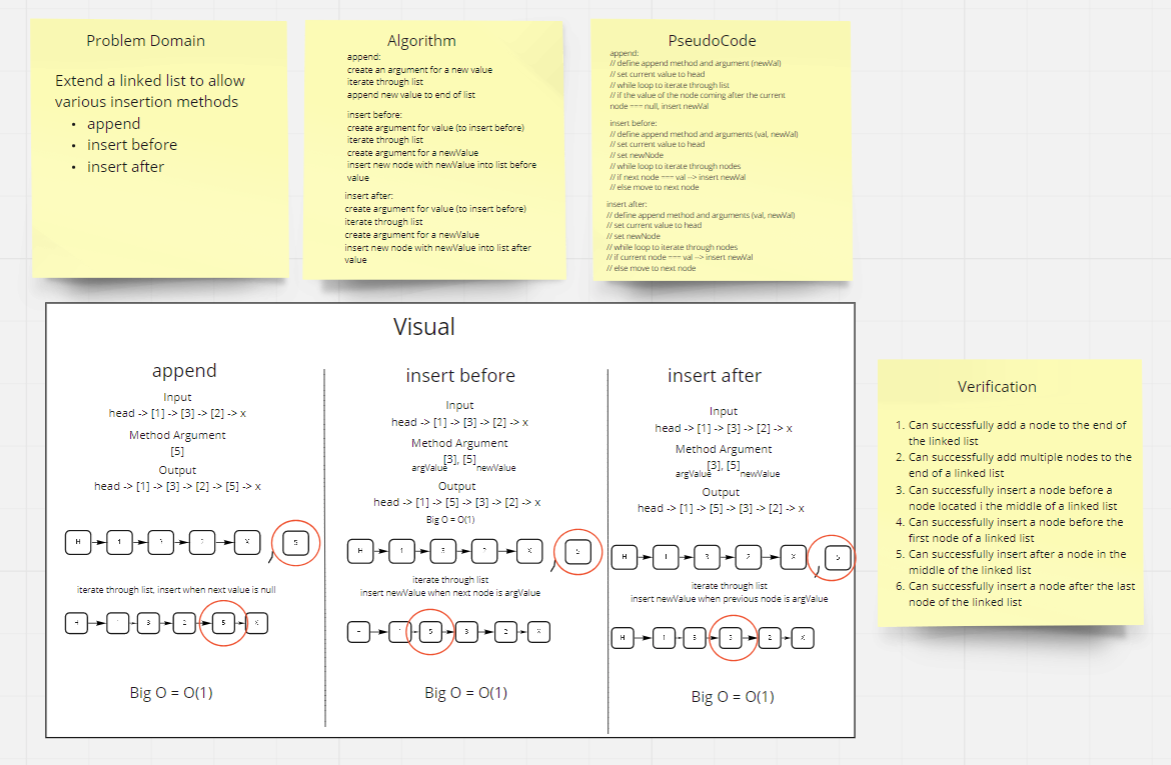 Problem Domain
Extend a linked list to allow
various insertion methods
• append
• insert before
• insert after
Algorithm
append:
create an argument for a new value
iterate through list
append new value to end of list
insert before:
create argument for value (to insert before)
iterate through list
create argument for a newValue
insert new node with newValue into list before
value
insert after:
create argument for value (to insert before)
iterate through list
create argument for a newValue
insert new node with newValue into list after
value
PseudoCode
append:
// define append method and argument (newVal)
// set current value to head
// while loop to iterate through list
// if the value of the node coming after the current
node === null, insert newVal
insert before:
// define append method and arguments (val, newVal)
// set current value to head
// set newNode
// while loop to iterate through nodes
// if next node === val --> insert newVal
// else move to next node
insert after:
// define append method and arguments (val, newVal)
// set current value to head
// set newNode
// while loop to iterate through nodes
// if current node === val --> insert newVal
// else move to next node
Visual
append
Input
head -> [1] -> [3] -> [2] -> x
Method Argument
[5]
Output
head -> [1] -> [3] -> [2] -> [5] -> x
H 1 X 5
iterate through list, insert when next value is null
3 2 5 X
Big O = O(1)
insert before
Input
head -> [1] -> [3] -> [2] -> x
Method Argument
[3], [5]
argValue newValue
Output
head -> [1] -> [5] -> [3] -> [2] -> x
Big O = O(1)
H 1 3 X 5
iterate through list
insert newValue when next node is argValue
5 3 2 X
Big O = O(1)
insert after
Input
head -> [1] -> [3] -> [2] -> x
Method Argument
[3], [5]
argValue newValue
Output
head -> [1] -> [5] -> [3] -> [2] -> x
H 1 3 2 X 5
iterate through list
insert newValue when previous node is argValue
H 1 2 X
Big O = O(1)
Verification
1. Can successfully add a node to the end of
the linked list
2. Can successfully add multiple nodes to the
end of a linked list
3. Can successfully insert a node before a
node located i the middle of a linked list
4. Can successfully insert a node before the
first node of a linked list
5. Can successfully insert after a node in the
middle of the linked list
6. Can successfully insert a node after the last
node of the linked list